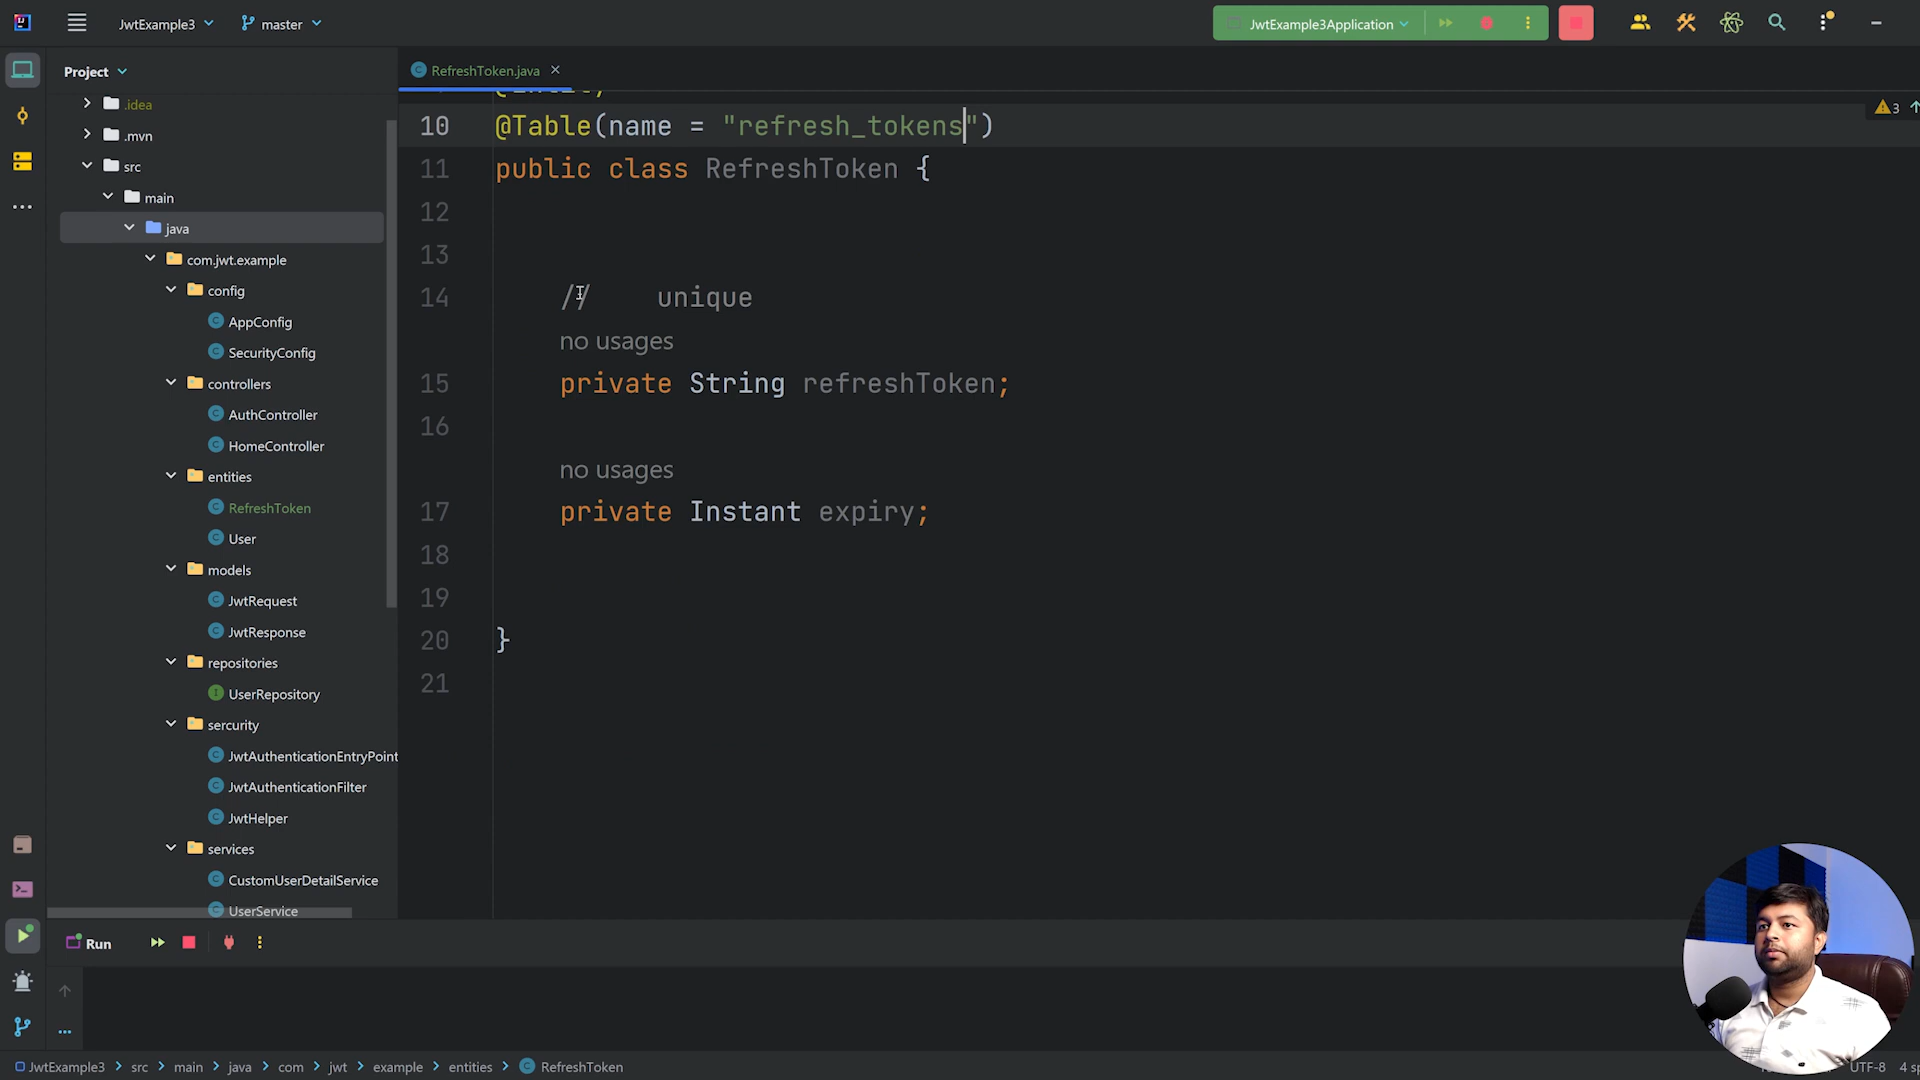 JwtExample3
master
JwtExample3Application
Project
RefreshToken.java
.idea
.mvn
src
main
java
com.jwt.example
config
AppConfig
SecurityConfig
controllers
AuthController
HomeController
entities
RefreshToken
User
models
JwtRequest
JwtResponse
repositories
UserRepository
sercurity
JwtAuthenticationEntryPoint
JwtAuthenticationFilter
JwtHelper
services
CustomUserDetailService
UserService
3
10 @Table(name = "refresh_tokens")
11 public class RefreshToken {
12
13
14 // unique
no usages
15 private String refreshToken;
16
no usages
17 private Instant expiry;
18
19
20 }
21
Run
JwtExample3 > src > main > java > com > jwt > example > entities > RefreshToken
UTF-8